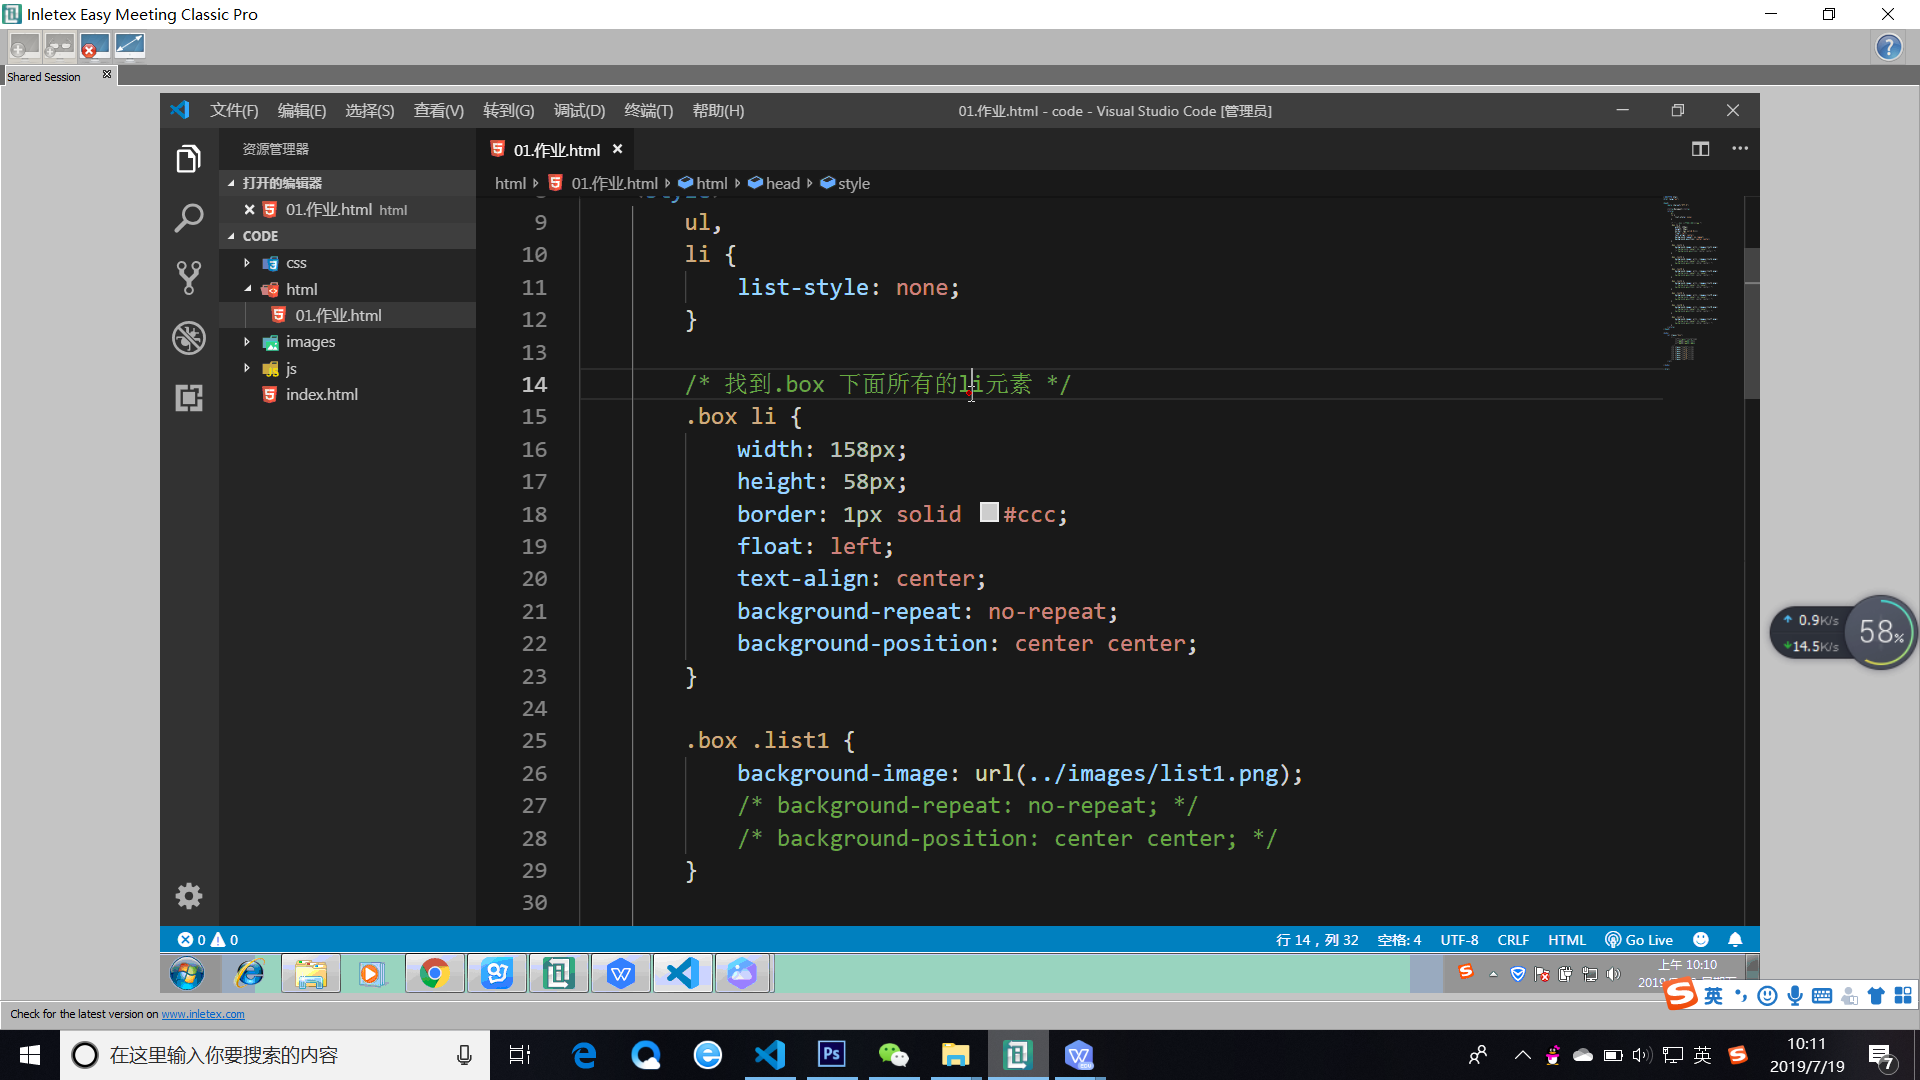 Inletex Easy Meeting Classic Pro
Shared Session
文件(F) 编辑(E) 选择(S) 查看(V) 转到(G) 调试(D) 终端(T) 帮助(H)
01.作业.html - code - Visual Studio Code [管理员]
资源管理器
01.作业.html
打开的编辑器
html 01.作业.html html head style
01.作业.html html
CODE
css
html
01.作业.html
images
js
index.html
9 ul,
10 li {
11 list-style: none;
12 }
13
14 /* 找到.box 下面所有的li元素 */
15 .box li {
16 width: 158px;
17 height: 58px;
18 border: 1px solid #ccc;
19 float: left;
20 text-align: center;
21 background-repeat: no-repeat;
22 background-position: center center;
23 }
24
25 .box .list1 {
26 background-image: url(../images/list1.png);
27 /* background-repeat: no-repeat; */
28 /* background-position: center center; */
29 }
30
0.9K/s
14.5K/s
58%
0 0
行 14，列 32 空格: 4 UTF-8 CRLF HTML Go Live
上午 10:10
英
Check for the latest version on www.inletex.com
在这里输入你要搜索的内容
Ps
英
10:11
2019/7/19
7